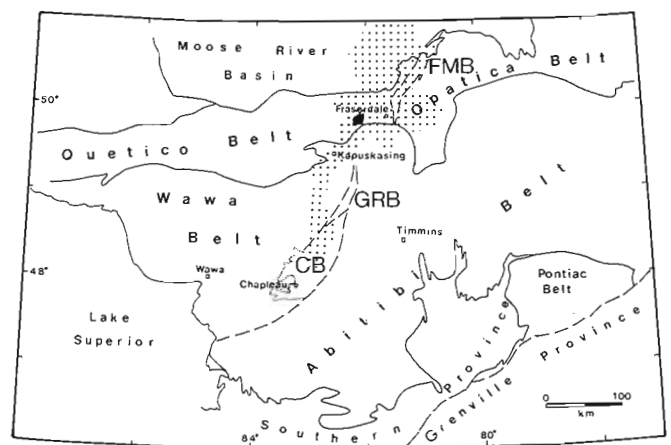 Moose River
Basin
FMB
Opatica Belt
50°
Fraserdale
Quetico Belt
Kapuskasing
Wawa
Belt
GRB
Belt
Timmins
48°
Wawa
CB
Chapleau
Pontiac
Belt
Lake
Superior
Abitibi
Province
Grenville Province
Southern
0 100
km
84°
80°